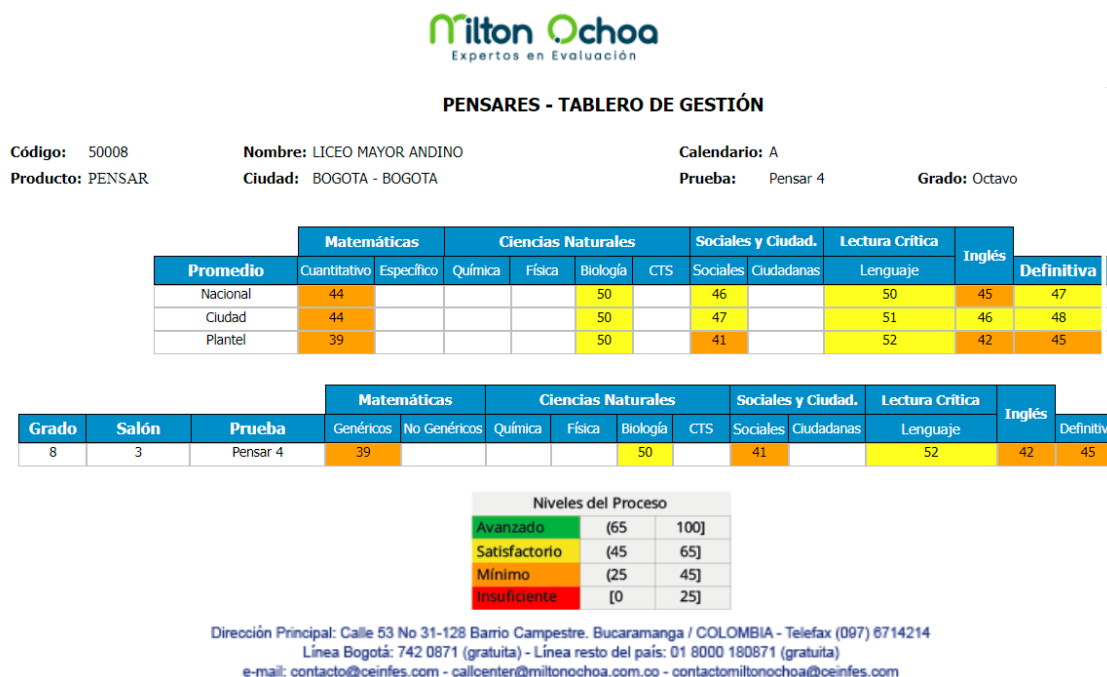 Milton Ochoa
Expertos en Evaluación
PENSARES - TABLERO DE GESTIÓN
Código: 50008 Nombre: LICEO MAYOR ANDINO Calendario: A
Producto: PENSAR Ciudad: BOGOTA - BOGOTA Prueba: Pensar 4 Grado: Octavo
Matemáticas Ciencias Naturales Sociales y Ciudad. Lectura Crítica Inglés
Promedio Cuantitativo Específico Química Física Biología CTS Sociales Ciudadanas Lenguaje Definitiva
Nacional 44 50 46 50 45 47
Ciudad 44 50 47 51 46 48
Plantel 39 50 41 52 42 45
Matemáticas Ciencias Naturales Sociales y Ciudad. Lectura Crítica Inglés
Grado Salón Prueba Genéricos No Genéricos Química Física Biología CTS Sociales Ciudadanas Lenguaje Definitiv
8 3 Pensar 4 39 50 41 52 42 45
Niveles del Proceso
Avanzado (65 100]
Satisfactorio (45 65]
Mínimo (25 45]
Insuficiente [0 25]
Dirección Principal: Calle 53 No 31-128 Barrio Campestre. Bucaramanga / COLOMBIA - Telefax (097) 6714214
Línea Bogotá: 742 0871 (gratuita) - Línea resto del país: 01 8000 180871 (gratuita)
e-mail: contacto@ceinfes.com - callcenter@miltonochoa.com.co - contactomiltonochoa@ceinfes.com